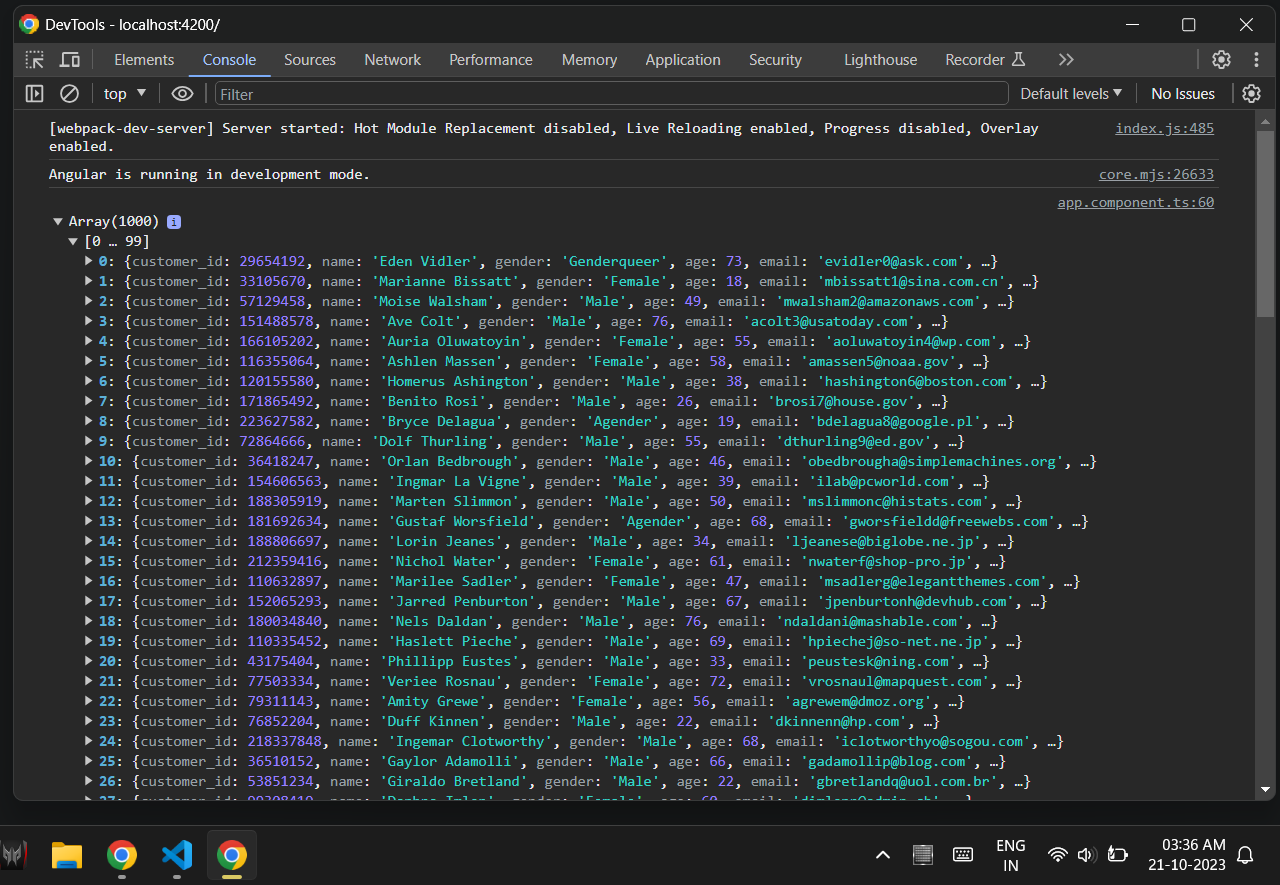 DevTools - localhost:4200/
Elements Console Sources Network Performance Memory Application Security Lighthouse Recorder
top Filter Default levels No Issues
[webpack-dev-server] Server started: Hot Module Replacement disabled, Live Reloading enabled, Progress disabled, Overlay index.js:485
enabled.
Angular is running in development mode. core.mjs:26633
app.component.ts:60
Array(1000) i
[0 … 99]
0: {customer_id: 29654192, name: 'Eden Vidler', gender: 'Genderqueer', age: 73, email: 'evidler0@ask.com', …}
1: {customer_id: 33105670, name: 'Marianne Bissatt', gender: 'Female', age: 18, email: 'mbissatt1@sina.com.cn', …}
2: {customer_id: 57129458, name: 'Moise Walsham', gender: 'Male', age: 49, email: 'mwalsham2@amazonaws.com', …}
3: {customer_id: 151488578, name: 'Ave Colt', gender: 'Male', age: 76, email: 'acolt3@usatoday.com', …}
4: {customer_id: 166105202, name: 'Auria Oluwatoyin', gender: 'Female', age: 55, email: 'aoluwatoyin4@wp.com', …}
5: {customer_id: 116355064, name: 'Ashlen Massen', gender: 'Female', age: 58, email: 'amassen5@noaa.gov', …}
6: {customer_id: 120155580, name: 'Homerus Ashington', gender: 'Male', age: 38, email: 'hashington6@boston.com', …}
7: {customer_id: 171865492, name: 'Benito Rosi', gender: 'Male', age: 26, email: 'brosi7@house.gov', …}
8: {customer_id: 223627582, name: 'Bryce Delagua', gender: 'Agender', age: 19, email: 'bdelagua8@google.pl', …}
9: {customer_id: 72864666, name: 'Dolf Thurling', gender: 'Male', age: 55, email: 'dthurling9@ed.gov', …}
10: {customer_id: 36418247, name: 'Orlan Bedbrough', gender: 'Male', age: 46, email: 'obedbrougha@simplemachines.org', …}
11: {customer_id: 154606563, name: 'Ingmar La Vigne', gender: 'Male', age: 39, email: 'ilab@pcworld.com', …}
12: {customer_id: 188305919, name: 'Marten Slimmon', gender: 'Male', age: 50, email: 'mslimmonc@histats.com', …}
13: {customer_id: 181692634, name: 'Gustaf Worsfield', gender: 'Agender', age: 68, email: 'gworsfieldd@freewebs.com', …}
14: {customer_id: 188806697, name: 'Lorin Jeanes', gender: 'Male', age: 34, email: 'ljeanese@biglobe.ne.jp', …}
15: {customer_id: 212359416, name: 'Nichol Water', gender: 'Female', age: 61, email: 'nwaterf@shop-pro.jp', …}
16: {customer_id: 110632897, name: 'Marilee Sadler', gender: 'Female', age: 47, email: 'msadlerg@elegantthemes.com', …}
17: {customer_id: 152065293, name: 'Jarred Penburton', gender: 'Male', age: 67, email: 'jpenburtonh@devhub.com', …}
18: {customer_id: 180034840, name: 'Nels Daldan', gender: 'Male', age: 76, email: 'ndaldani@mashable.com', …}
19: {customer_id: 110335452, name: 'Haslett Pieche', gender: 'Male', age: 69, email: 'hpiechej@so-net.ne.jp', …}
20: {customer_id: 43175404, name: 'Phillipp Eustes', gender: 'Male', age: 33, email: 'peustesk@ning.com', …}
21: {customer_id: 77503334, name: 'Veriee Rosnau', gender: 'Female', age: 72, email: 'vrosnaul@mapquest.com', …}
22: {customer_id: 79311143, name: 'Amity Grewe', gender: 'Female', age: 56, email: 'agrewem@dmoz.org', …}
23: {customer_id: 76852204, name: 'Duff Kinnen', gender: 'Male', age: 22, email: 'dkinnenn@hp.com', …}
24: {customer_id: 218337848, name: 'Ingemar Clotworthy', gender: 'Male', age: 68, email: 'iclotworthyo@sogou.com', …}
25: {customer_id: 36510152, name: 'Gaylor Adamolli', gender: 'Male', age: 66, email: 'gadamollip@blog.com', …}
26: {customer_id: 53851234, name: 'Giraldo Bretland', gender: 'Male', age: 22, email: 'gbretlandq@uol.com.br', …}
ENG
IN
03:36 AM
21-10-2023